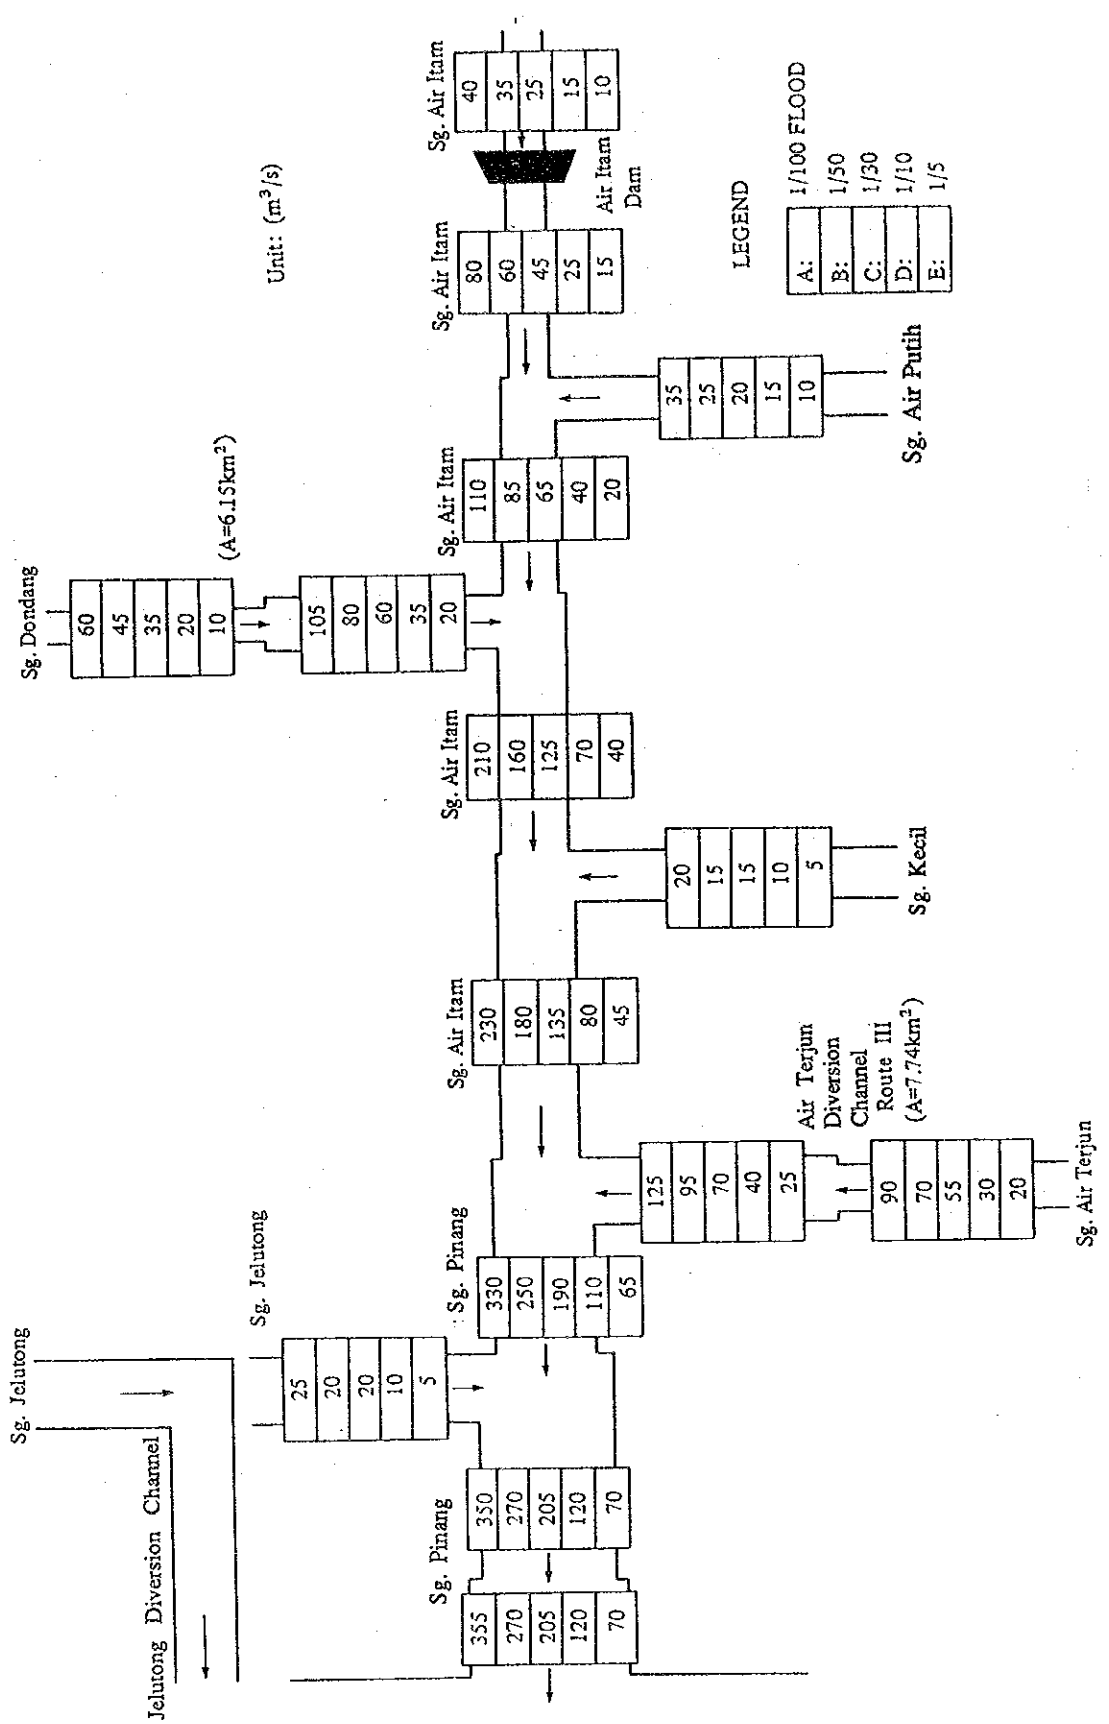 Sg. Jelutong
Jelutong Diversion Channel
Sg. Jelutong
25
20
20
10
5
Sg. Pinang
355
270
205
120
70
350
270
205
120
70
Sg. Pinang
330
250
190
110
65
125
95
70
40
25
Air Terjun
Diversion
Channel
Route III
(A=7.74km²)
90
70
55
30
20
Sg. Air Terjun
Sg. Air Itam
230
180
135
80
45
20
15
15
10
5
Sg. Kecil
Sg. Air Itam
210
160
125
70
40
Sg. Dondang
60
45
35
20
10
(A=6.15km²)
105
80
60
35
20
Sg. Air Itam
110
85
65
40
20
35
25
20
15
10
Sg. Air Putih
Unit: (m³/s)
Sg. Air Itam
80
60
45
25
15
Air Itam
Dam
Sg. Air Itam
40
35
25
15
10
LEGEND
A: 1/100 FLOOD
B: 1/50
C: 1/30
D: 1/10
E: 1/5